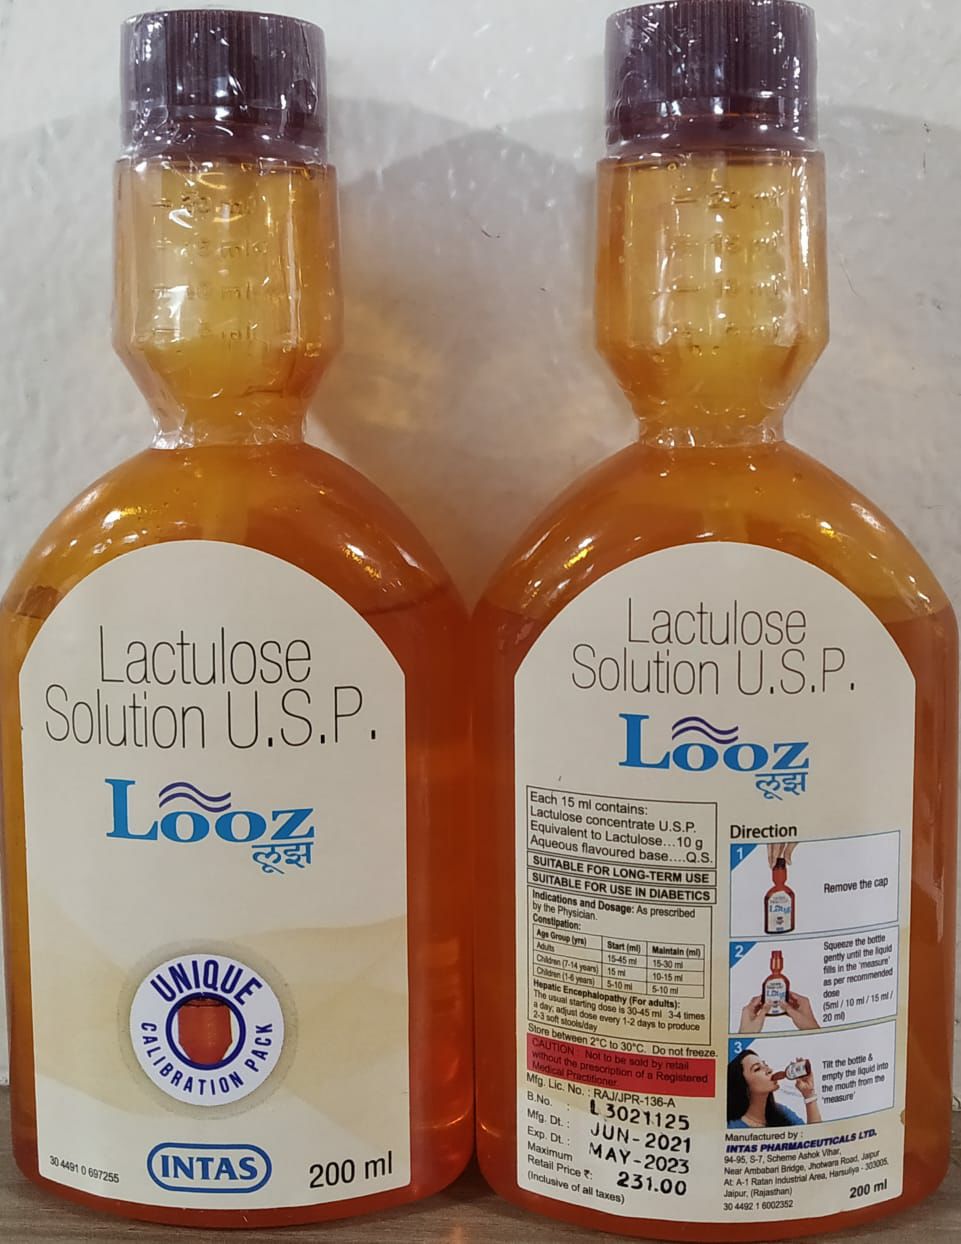 Lactulose
Solution U.S.P.
Looz
लूझ
UNIQUE
CALIBRATION PACK
30 4491 0 697255
INTAS
200 ml
Lactulose
Solution U.S.P.
Looz
लूझ
Each 15 ml contains:
Lactulose concentrate U.S.P.
Equivalent to Lactulose...10 g
Aqueous flavoured base....Q.S.
SUITABLE FOR LONG-TERM USE
SUITABLE FOR USE IN DIABETICS
Indications and Dosage: As prescribed
by the Physician.
Constipation:
Age Group (yrs) Start (ml) Maintain (ml)
Adults 15-45 ml 15-30 ml
Children (7-14 years) 15 ml 10-15 ml
Children (1-6 years) 5-10 ml 5-10 ml
Hepatic Encephalopathy (For adults):
The usual starting dose is 30-45 ml 3-4 times
a day; adjust dose every 1-2 days to produce
2-3 soft stools/day
Store between 2°C to 30°C. Do not freeze.
CAUTION : Not to be sold by retail
without the prescription of a Registered
Medical Practitioner.
Mfg. Lic. No. : RAJ/JPR-136-A
B.No. : L3021125
Mfg. Dt. : JUN-2021
Exp. Dt. : MAY-2023
Maximum
Retail Price ₹: 231.00
(Inclusive of all taxes)
Direction
1
Remove the cap
2
Squeeze the bottle
gently until the liquid
fills in the 'measure'
as per recommended
dose
(5ml / 10 ml / 15 ml /
20 ml)
3
Tilt the bottle &
empty the liquid into
the mouth from the
'measure'
Manufactured by :
INTAS PHARMACEUTICALS LTD.
94-95, S-7, Scheme Ashok Vihar,
Near Ambabari Bridge, Jhotwara Road, Jaipur
At: A-1 Ratan Industrial Area, Harsuliya - 303005,
Jaipur, (Rajasthan)
30 4492 1 6002352
200 ml